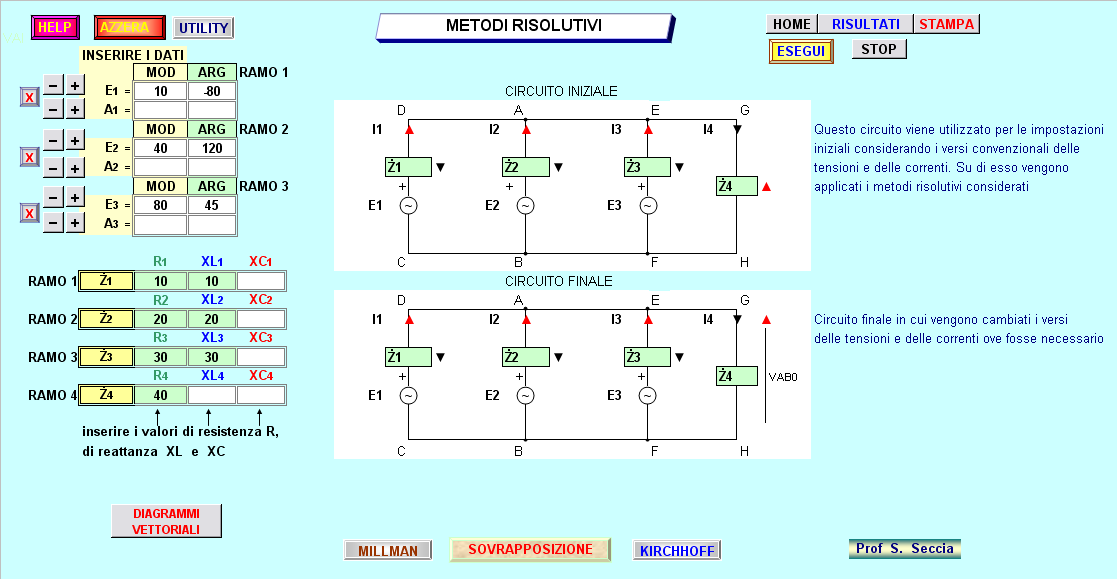 HELP
AZZERA
UTILITY
METODI RISOLUTIVI
HOME
RISULTATI
STAMPA
ESEGUI
STOP
INSERIRE I DATI
MOD ARG RAMO 1
X − + E1 = 10 -80
− + A1 =
MOD ARG RAMO 2
X − + E2 = 40 120
− + A2 =
MOD ARG RAMO 3
X − + E3 = 80 45
− + A3 =
R1 XL1 XC1
RAMO 1 Ż1 10 10
R2 XL2 XC2
RAMO 2 Ż2 20 20
R3 XL3 XC3
RAMO 3 Ż3 30 30
R4 XL4 XC4
RAMO 4 Ż4 40
inserire i valori di resistenza R,
di reattanza XL e XC
DIAGRAMMI
VETTORIALI
CIRCUITO INIZIALE
D A E G
I1 I2 I3 I4
Ż1 Ż2 Ż3 Ż4
+ + +
E1 ~ E2 ~ E3 ~
C B F H
Questo circuito viene utilizzato per le impostazioni
iniziali considerando i versi convenzionali delle
tensioni e delle correnti. Su di esso vengono
applicati i metodi risolutivi considerati
CIRCUITO FINALE
D A E G
I1 I2 I3 I4
Ż1 Ż2 Ż3 Ż4
VAB0
+ + +
E1 ~ E2 ~ E3 ~
C B F H
Circuito finale in cui vengono cambiati i versi
delle tensioni e delle correnti ove fosse necessario
MILLMAN
SOVRAPPOSIZIONE
KIRCHHOFF
Prof S. Seccia